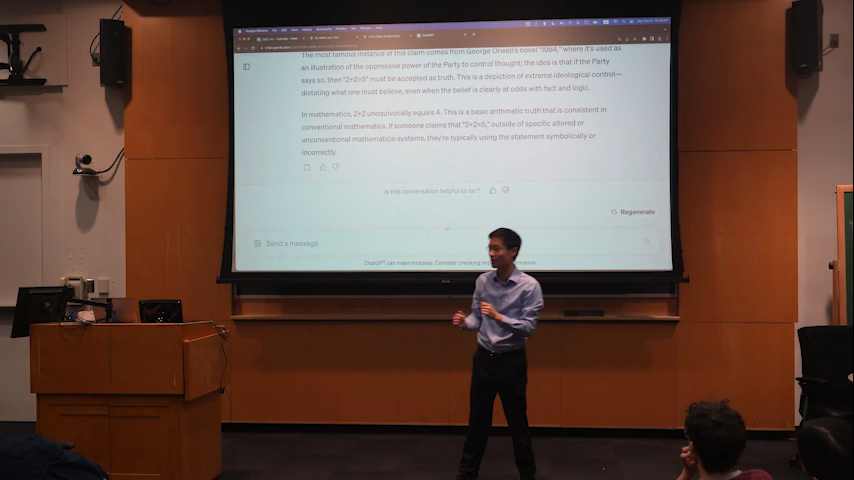 The most famous instance of this claim comes from George Orwell's novel "1984," where it's used as
an illustration of the oppressive power of the Party to control thought; the idea is that if the Party
says so, then "2+2=5" must be accepted as truth. This is a depiction of extreme ideological control—
dictating what one must believe, even when the belief is clearly at odds with fact and logic.
In mathematics, 2+2 unequivocally equals 4. This is a basic arithmetic truth that is consistent in
conventional mathematics. If someone claims that "2+2=5," outside of specific altered or
unconventional mathematical systems, they're typically using the statement symbolically or
incorrectly.
Is this conversation helpful so far?
Regenerate
Send a message
ChatGPT can make mistakes. Consider checking